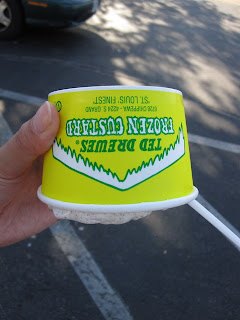 TED DREWES®
FROZEN CUSTARD
"ST. LOUIS' FINEST"
6726 CHIPPEWA - 4224 S. GRAND